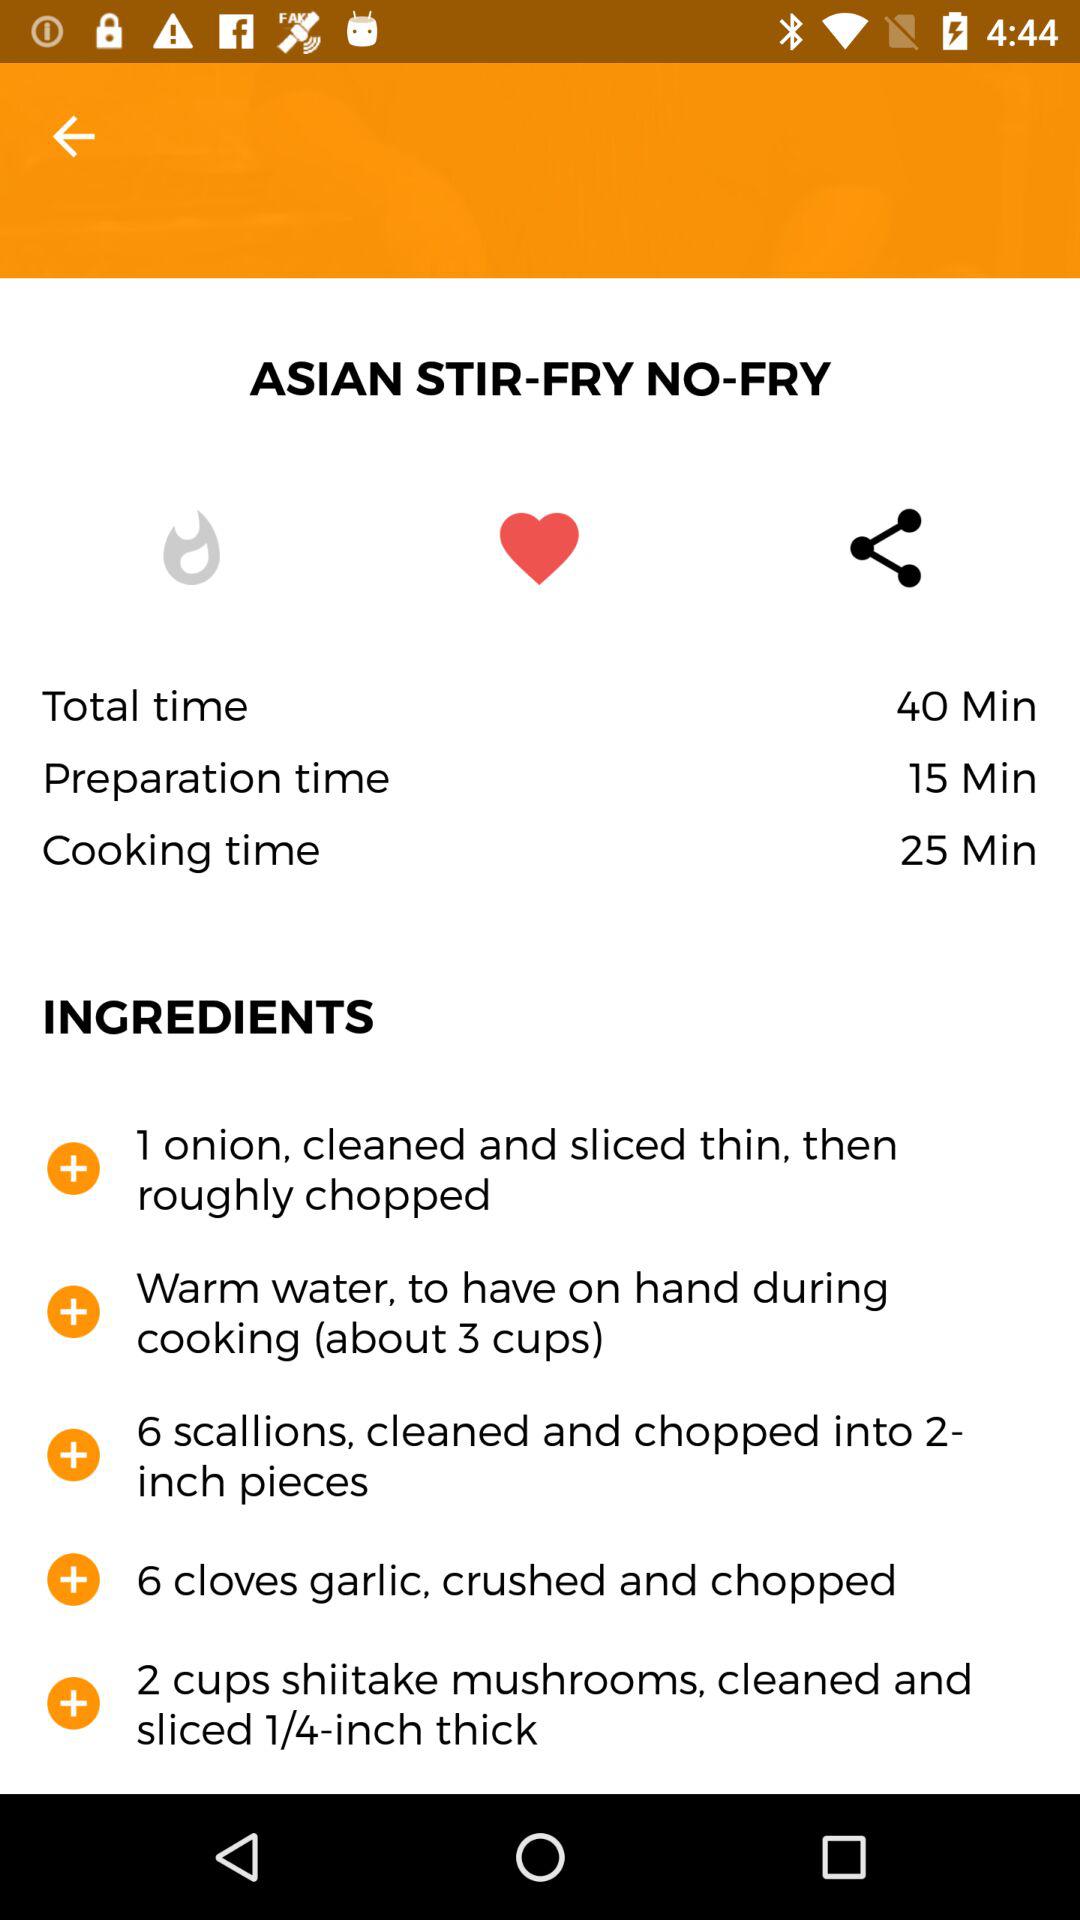 FAKE
4:44
ASIAN STIR-FRY NO-FRY
Total time 40 Min
Preparation time 15 Min
Cooking time 25 Min
INGREDIENTS
1 onion, cleaned and sliced thin, then
roughly chopped
Warm water, to have on hand during
cooking (about 3 cups)
6 scallions, cleaned and chopped into 2-
inch pieces
6 cloves garlic, crushed and chopped
2 cups shiitake mushrooms, cleaned and
sliced 1/4-inch thick